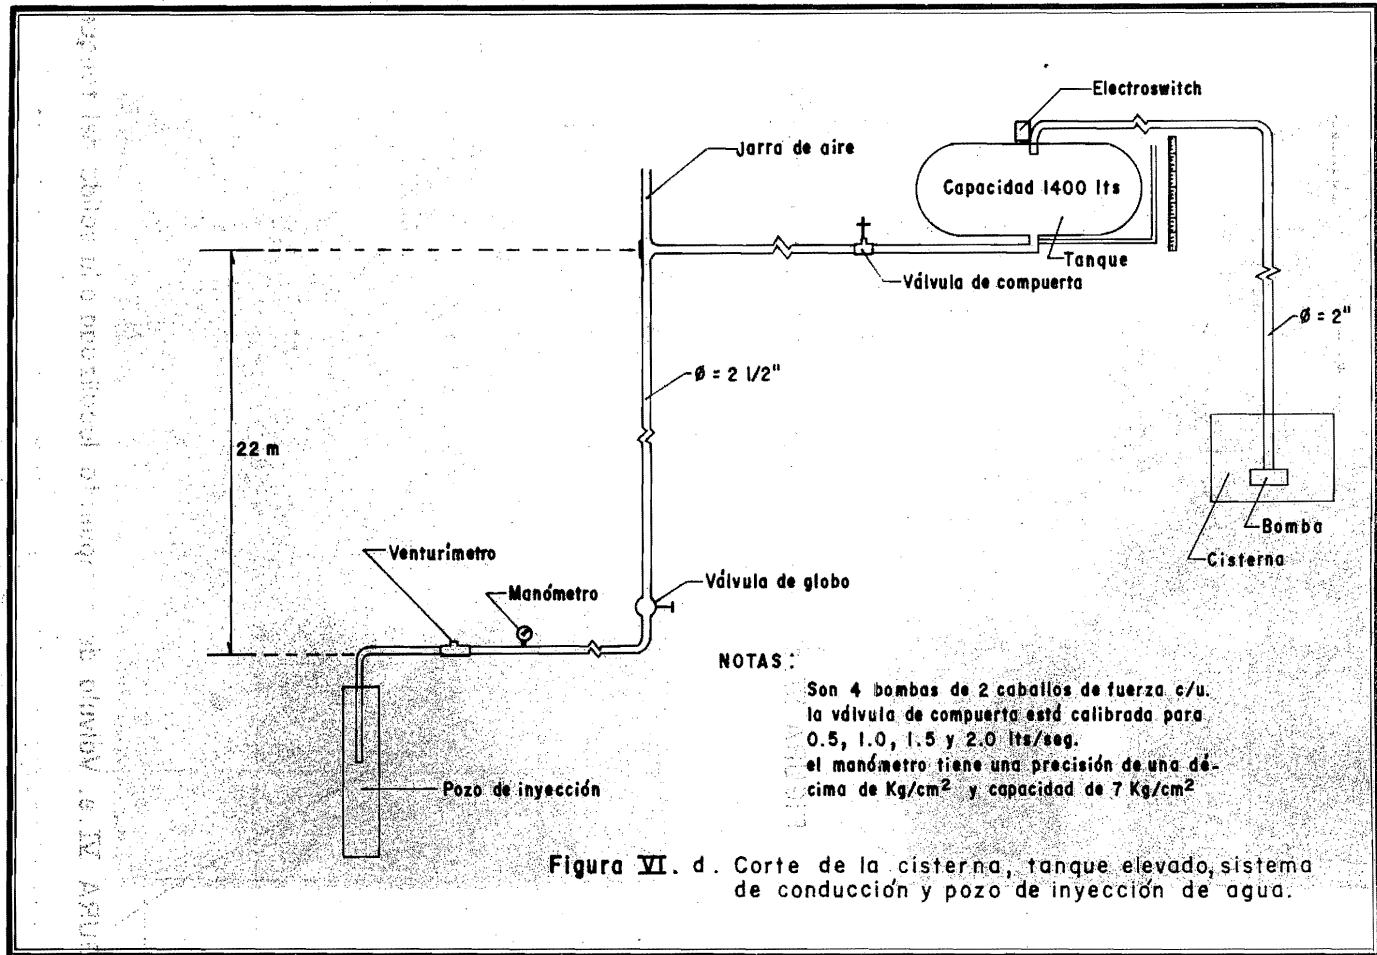 Electroswitch
Jarra de aire
Capacidad 1400 lts
Tanque
Válvula de compuerta
Ø = 2"
Ø = 2 1/2"
22 m
Bomba
Cisterna
Venturímetro
Manómetro
Válvula de globo
NOTAS:
Son 4 bombas de 2 caballos de fuerza c/u.
la válvula de compuerta está calibrada para
0.5, 1.0, 1.5 y 2.0 lts/seg.
el manómetro tiene una precisión de una dé-
cima de Kg/cm² y capacidad de 7 Kg/cm²
Pozo de inyección
Figura VI. d. Corte de la cisterna, tanque elevado, sistema
de conducción y pozo de inyección de agua.